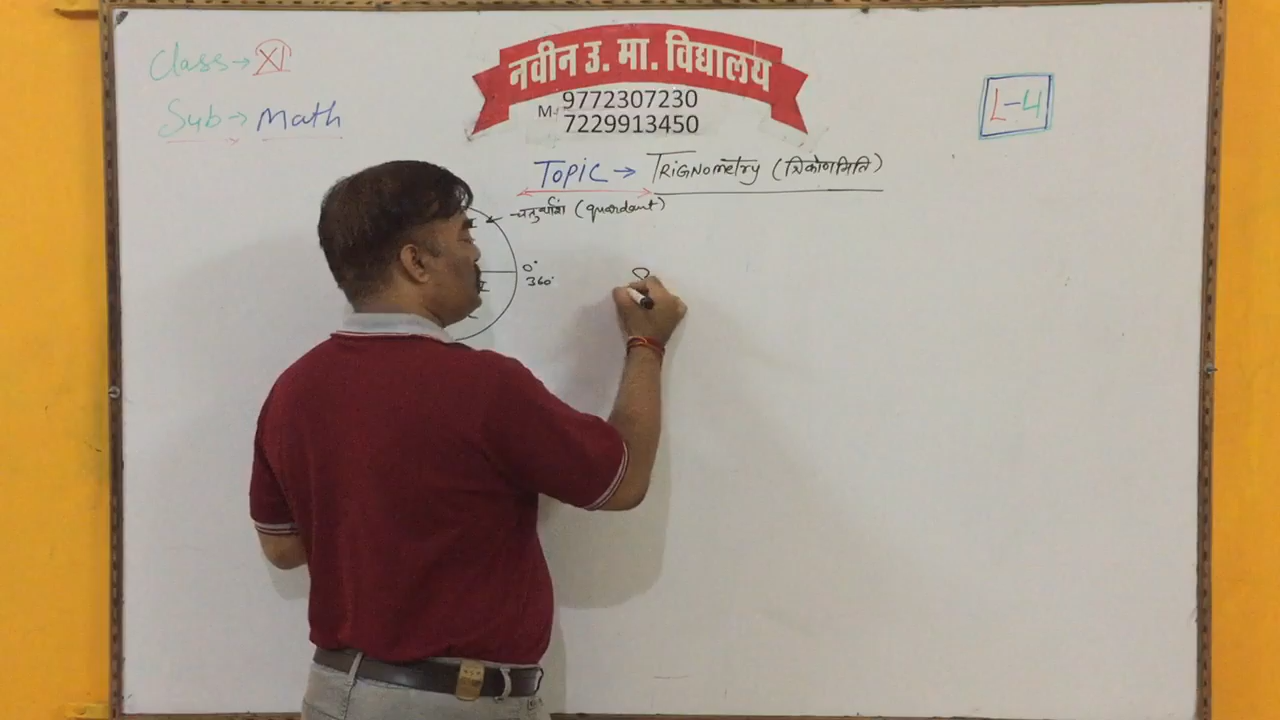 Class→ XI
Sub→ Math
नवीन उ. मा. विद्यालय
M- 9772307230
7229913450
L-4
TOPIC → TRIGNOMETRY (त्रिकोणमिति)
चतुर्थांश (quardant)
0°
360°